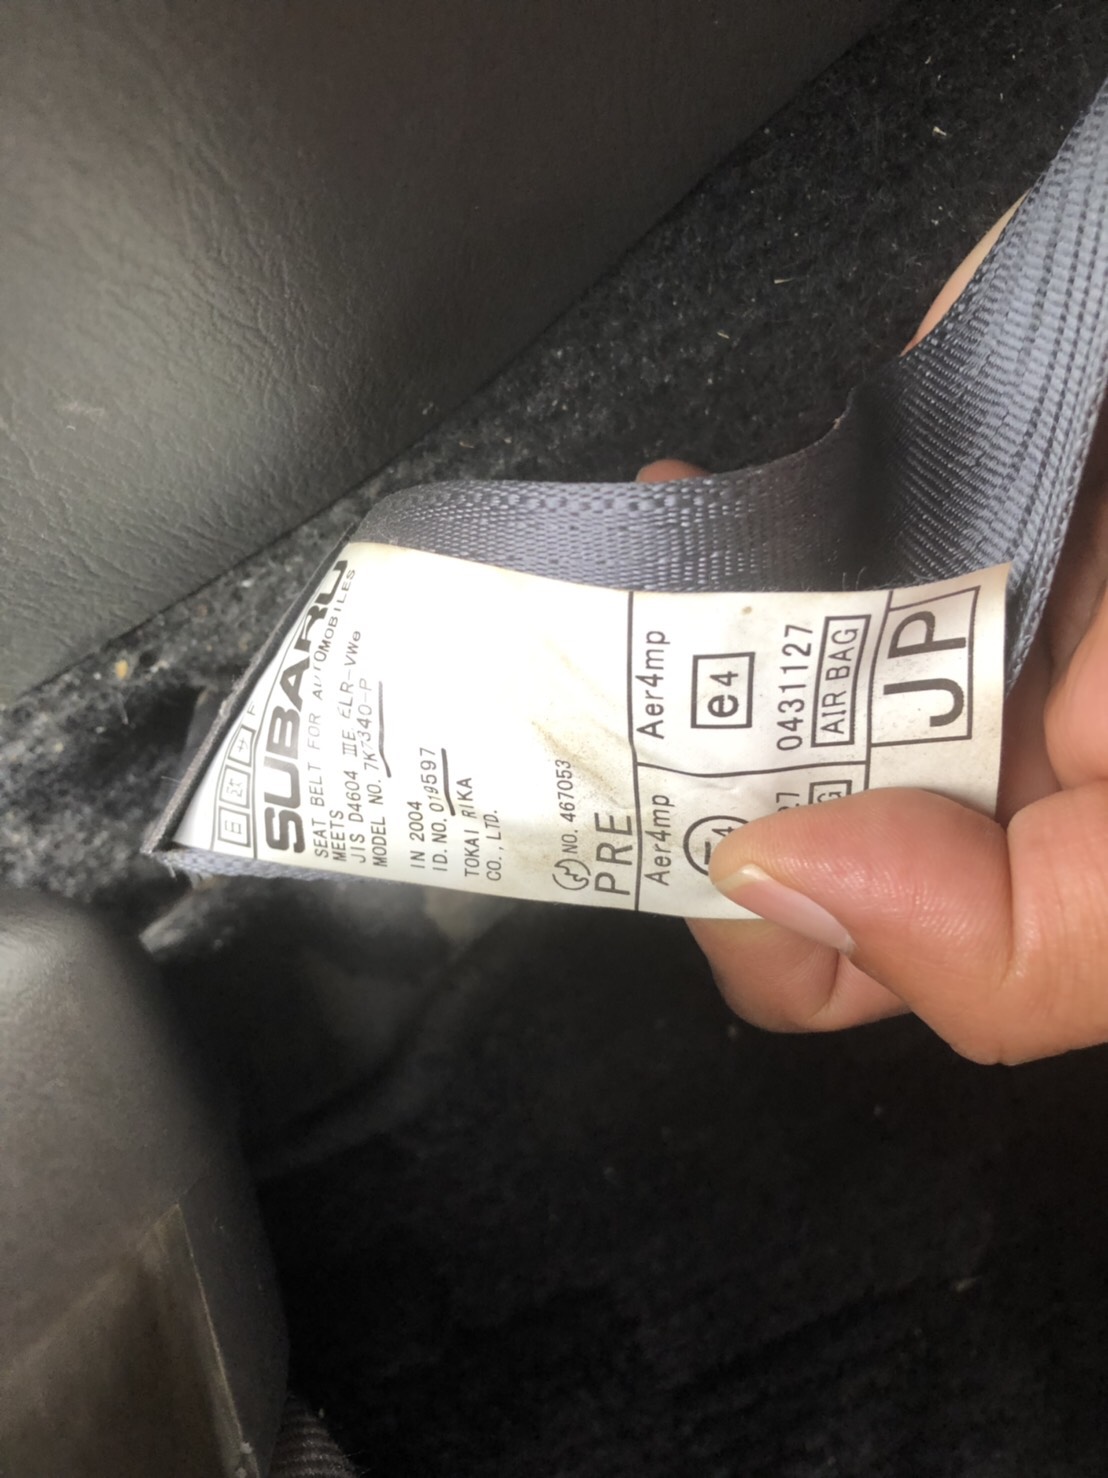 SUBARU
SEAT BELT FOR AUTOMOBILES
MEETS
JIS D4604 ⅢE ELR-VWe
MODEL NO. 7K7340-P
IN 2004
ID. NO. 019597
TOKAI RIKA
CO., LTD.
NO. 467053
PRE
Aer4mp
Aer4mp
e4
0431127
AIR BAG
JP